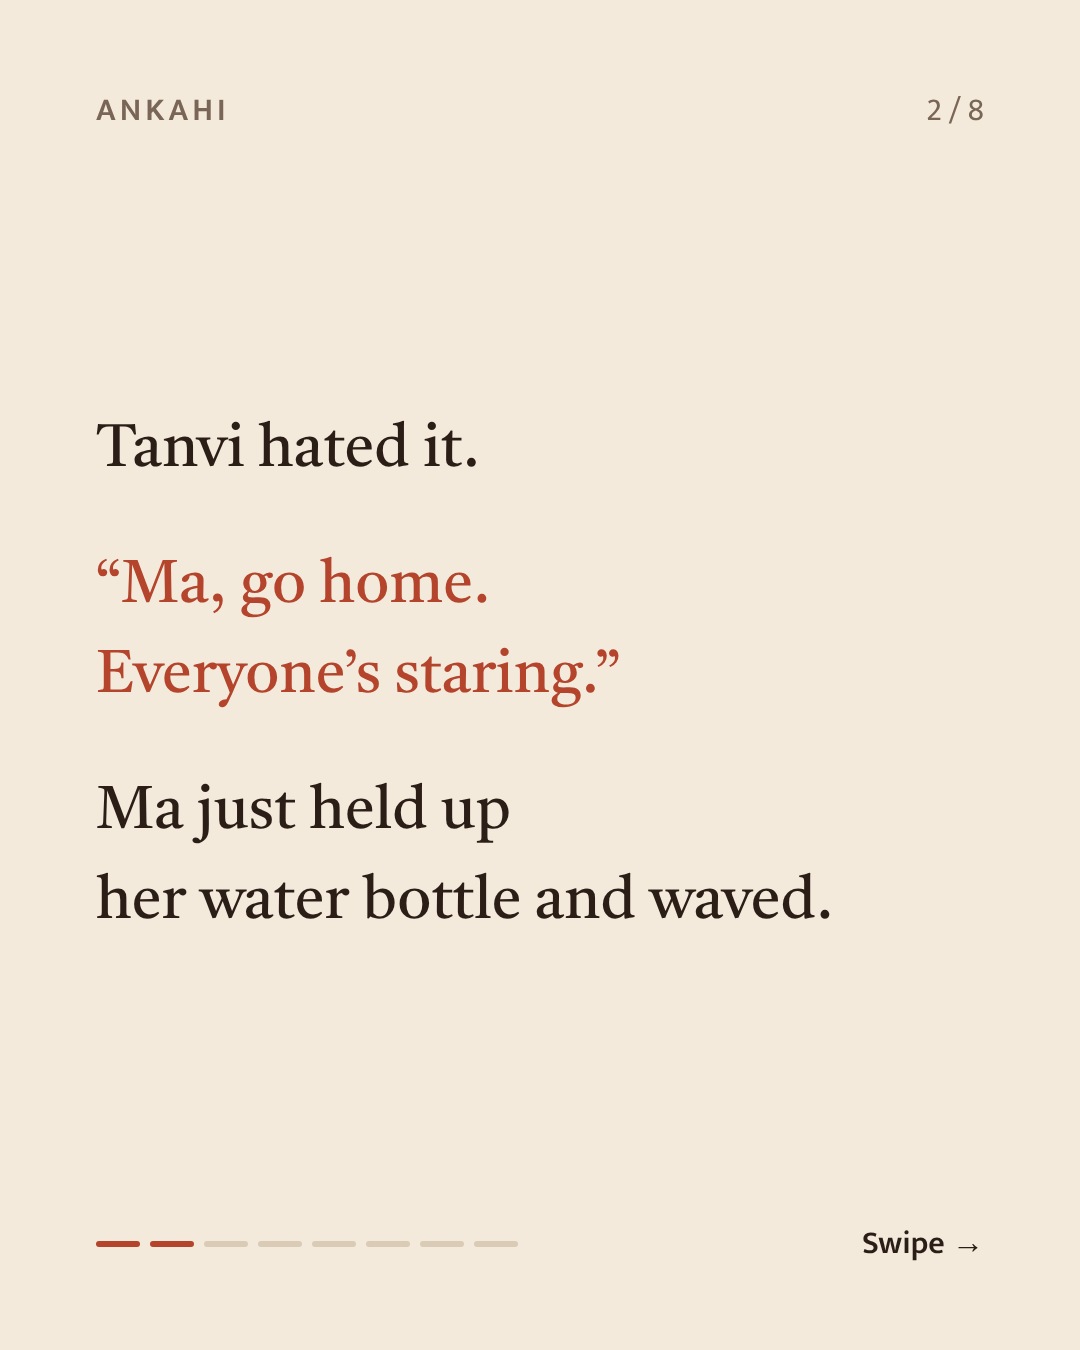 ANKAHI
2 / 8
Tanvi hated it.
“Ma, go home.
Everyone’s staring.”
Ma just held up
her water bottle and waved.
Swipe →